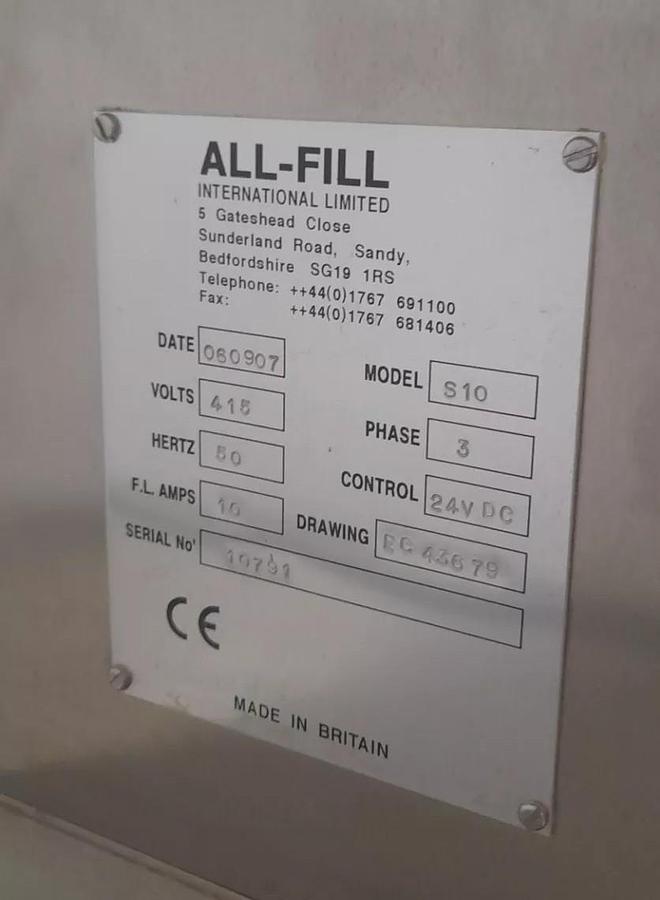 ALL-FILL
INTERNATIONAL LIMITED
5 Gateshead Close
Sunderland Road, Sandy,
Bedfordshire SG19 1RS
Telephone: ++44(0)1767 691100
Fax: ++44(0)1767 681406
DATE 060907
MODEL S10
VOLTS 415
PHASE 3
HERTZ 50
CONTROL 24V DC
F.L. AMPS 10
DRAWING EC43679
SERIAL No' 10791
CE
MADE IN BRITAIN